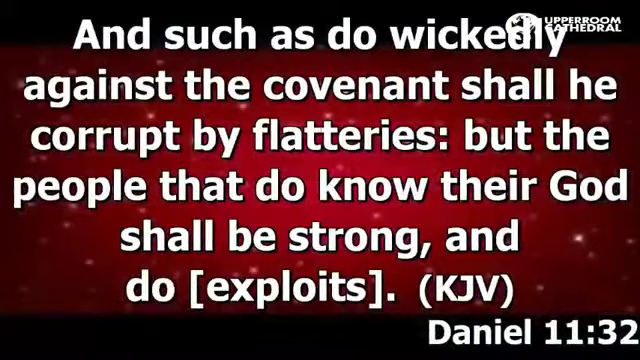 UPPERROOM
CATHEDRAL
And such as do wickedly
against the covenant shall he
corrupt by flatteries: but the
people that do know their God
shall be strong, and
do [exploits]. (KJV)
Daniel 11:32